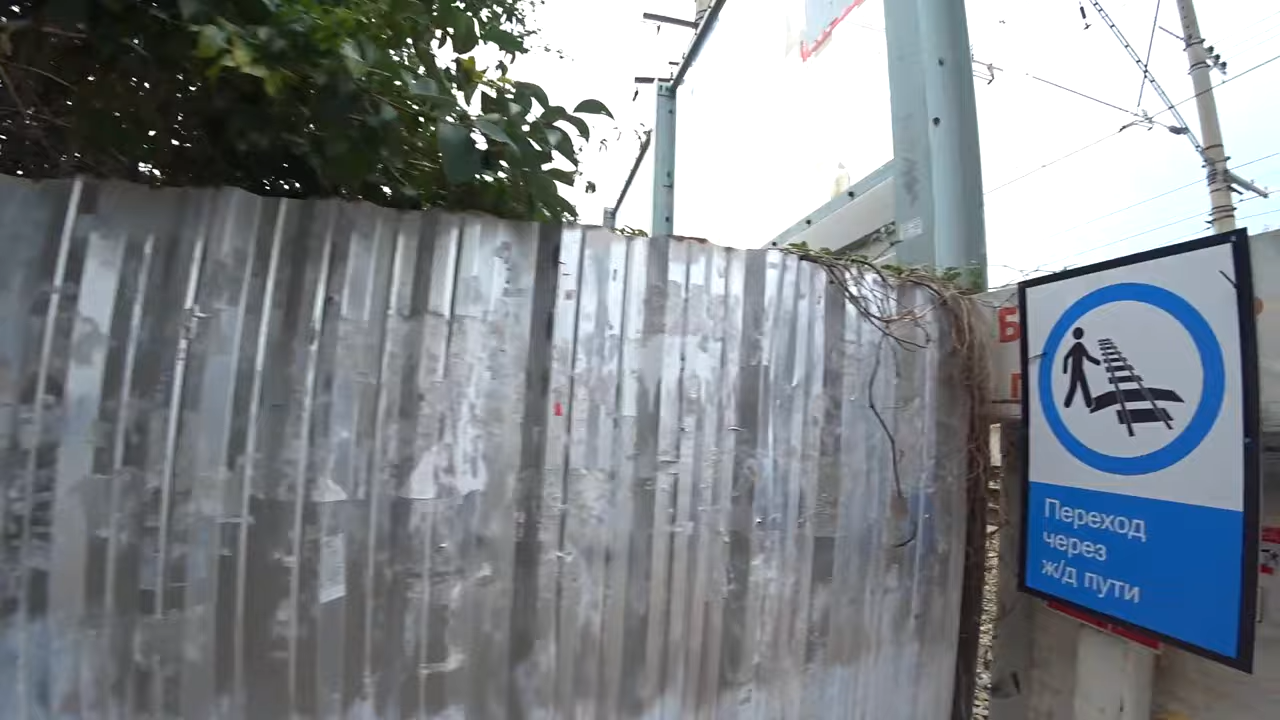 Переход
через
ж/д пути